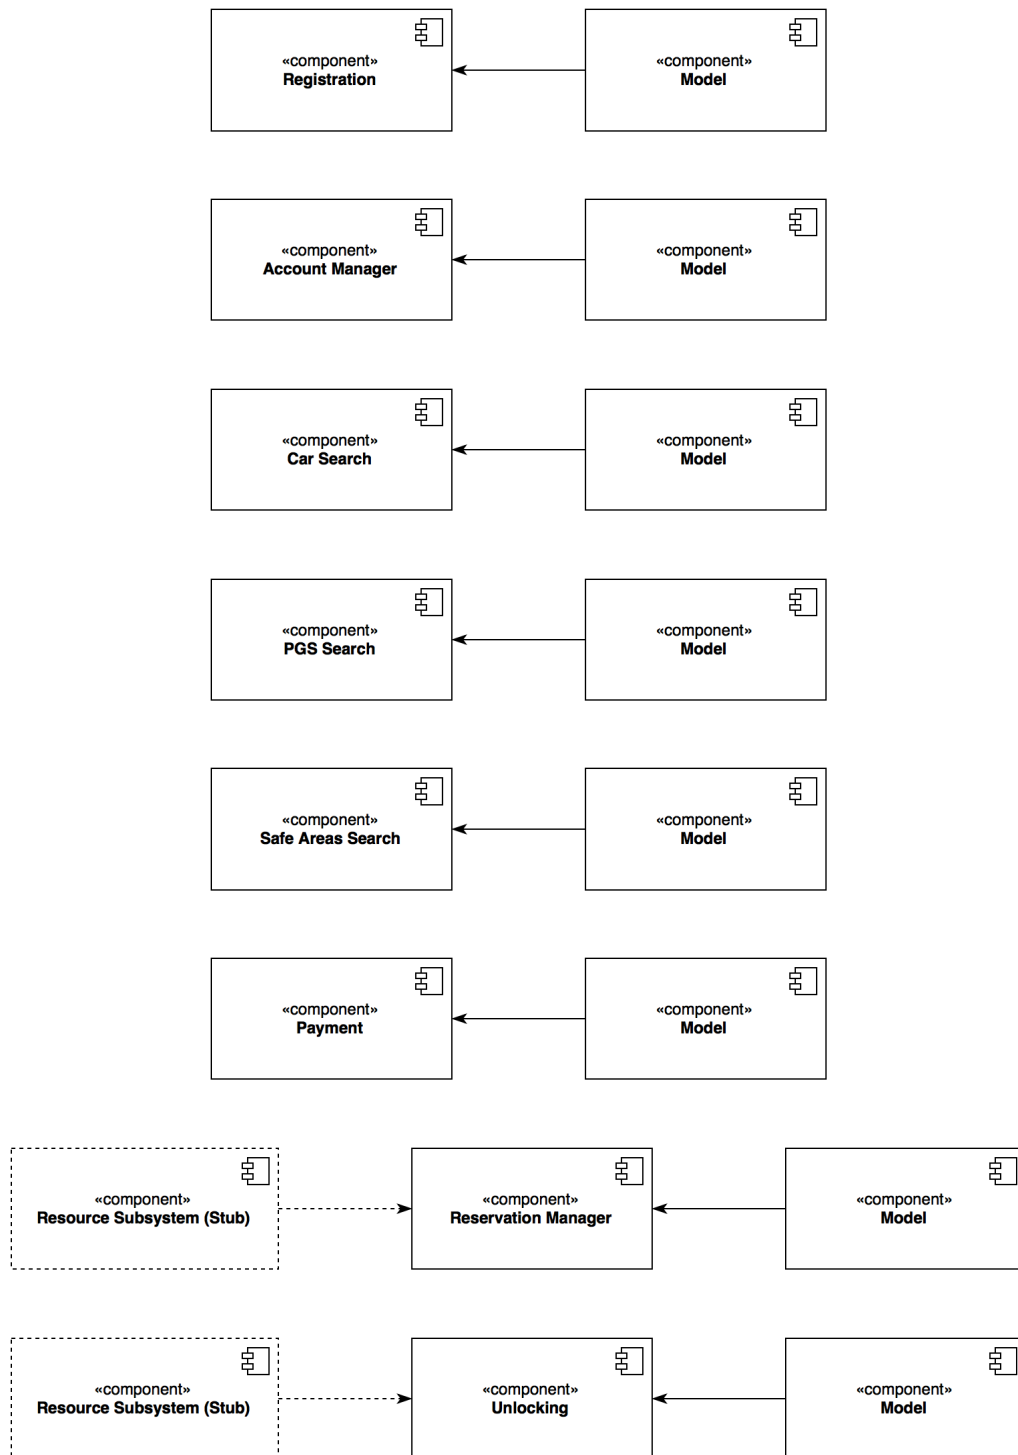 «component»
Registration
«component»
Model
«component»
Account Manager
«component»
Model
«component»
Car Search
«component»
Model
«component»
PGS Search
«component»
Model
«component»
Safe Areas Search
«component»
Model
«component»
Payment
«component»
Model
«component»
Resource Subsystem (Stub)
«component»
Reservation Manager
«component»
Model
«component»
Resource Subsystem (Stub)
«component»
Unlocking
«component»
Model